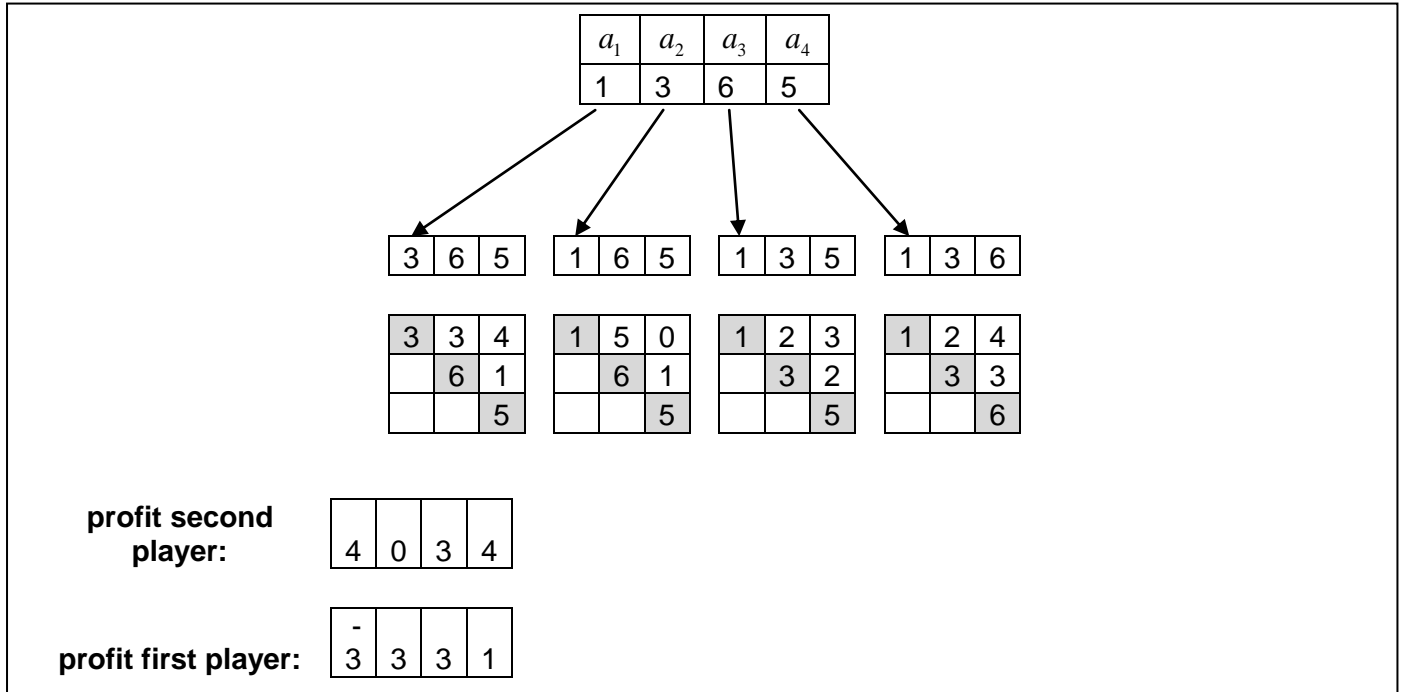 a1 a2 a3 a4
1 3 6 5
3 6 5 1 6 5 1 3 5 1 3 6
3 3 4 1 5 0 1 2 3 1 2 4
6 1 6 1 3 2 3 3
5 5 5 6
profit second
player: 4 0 3 4
-
profit first player: 3 3 3 1